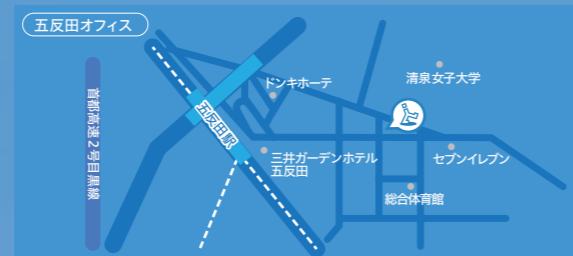 五反田オフィス
首都高速2号目黒線
五反田駅
ドンキホーテ
清泉女子大学
三井ガーデンホテル
五反田
セブンイレブン
総合体育館